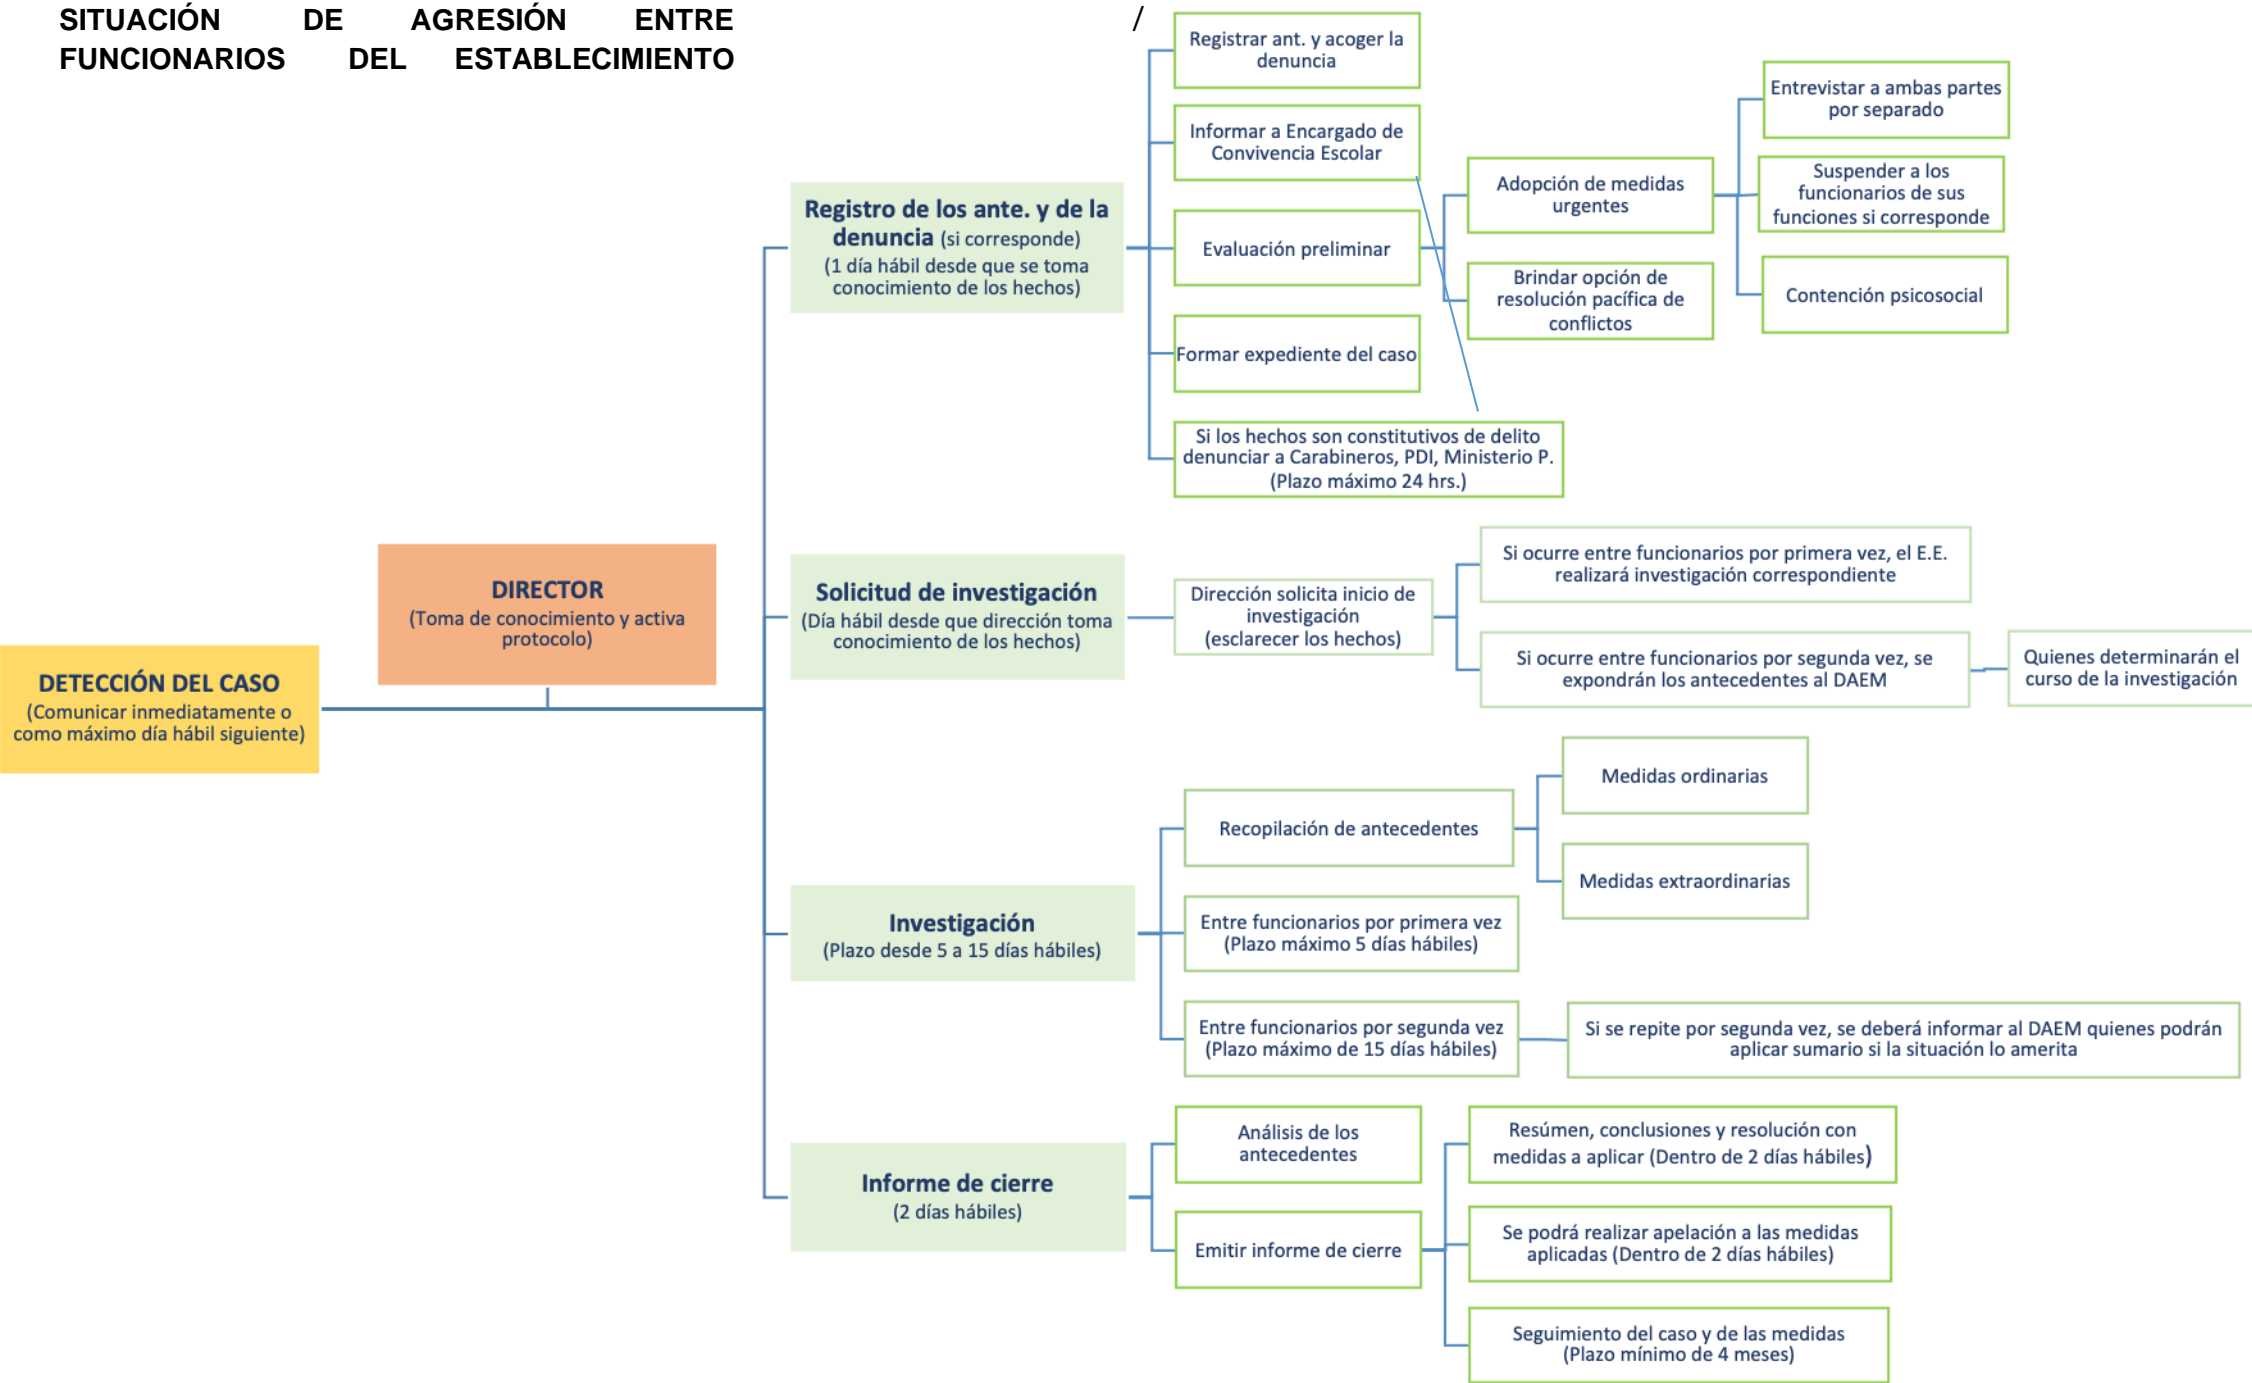 SITUACIÓN DE AGRESIÓN ENTRE
FUNCIONARIOS DEL ESTABLECIMIENTO
/
DETECCIÓN DEL CASO
(Comunicar inmediatamente o
como máximo día hábil siguiente)
DIRECTOR
(Toma de conocimiento y activa
protocolo)
Registro de los ante. y de la
denuncia (si corresponde)
(1 día hábil desde que se toma
conocimiento de los hechos)
Registrar ant. y acoger la
denuncia
Informar a Encargado de
Convivencia Escolar
Evaluación preliminar
Adopción de medidas
urgentes
Entrevistar a ambas partes
por separado
Suspender a los
funcionarios de sus
funciones si corresponde
Contención psicosocial
Brindar opción de
resolución pacífica de
conflictos
Formar expediente del caso
Si los hechos son constitutivos de delito
denunciar a Carabineros, PDI, Ministerio P.
(Plazo máximo 24 hrs.)
Solicitud de investigación
(Día hábil desde que dirección toma
conocimiento de los hechos)
Dirección solicita inicio de
investigación
(esclarecer los hechos)
Si ocurre entre funcionarios por primera vez, el E.E.
realizará investigación correspondiente
Si ocurre entre funcionarios por segunda vez, se
expondrán los antecedentes al DAEM
Quienes determinarán el
curso de la investigación
Investigación
(Plazo desde 5 a 15 días hábiles)
Recopilación de antecedentes
Medidas ordinarias
Medidas extraordinarias
Entre funcionarios por primera vez
(Plazo máximo 5 días hábiles)
Entre funcionarios por segunda vez
(Plazo máximo de 15 días hábiles)
Si se repite por segunda vez, se deberá informar al DAEM quienes podrán
aplicar sumario si la situación lo amerita
Informe de cierre
(2 días hábiles)
Análisis de los
antecedentes
Emitir informe de cierre
Resúmen, conclusiones y resolución con
medidas a aplicar (Dentro de 2 días hábiles)
Se podrá realizar apelación a las medidas
aplicadas (Dentro de 2 días hábiles)
Seguimiento del caso y de las medidas
(Plazo mínimo de 4 meses)